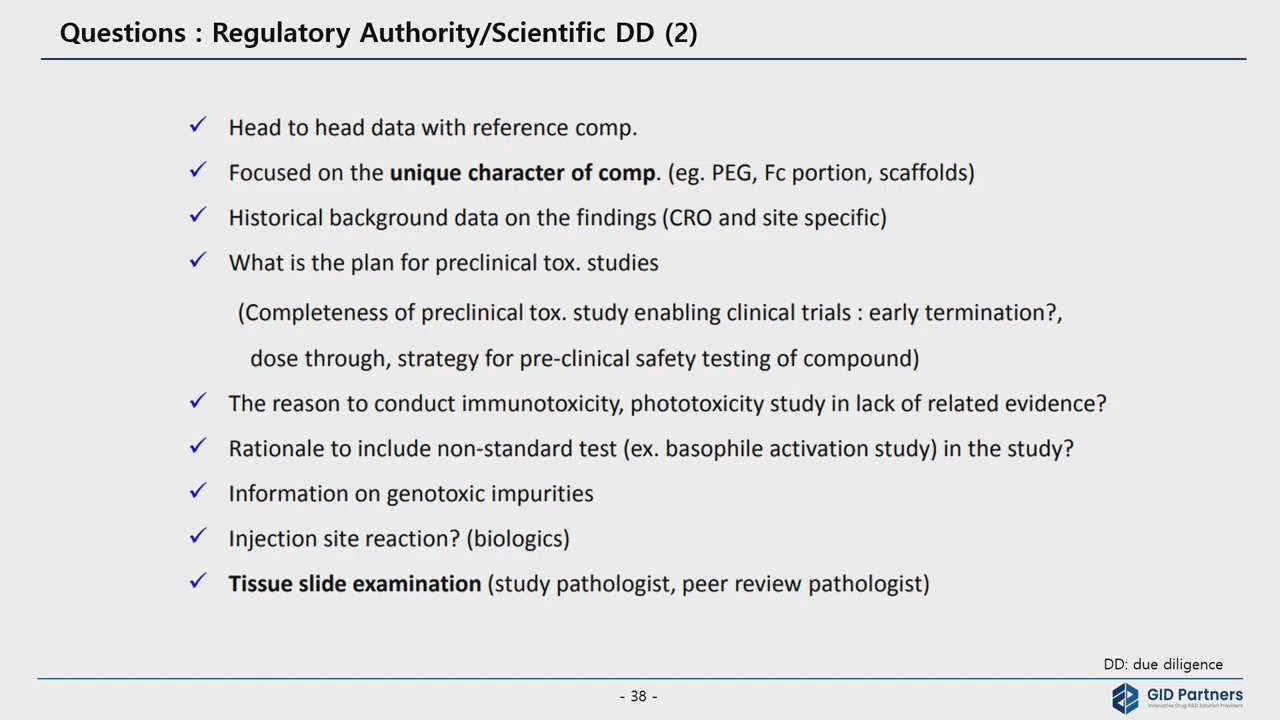 Questions : Regulatory Authority/Scientific DD (2)
✓ Head to head data with reference comp.
✓ Focused on the unique character of comp. (eg. PEG, Fc portion, scaffolds)
✓ Historical background data on the findings (CRO and site specific)
✓ What is the plan for preclinical tox. studies
(Completeness of preclinical tox. study enabling clinical trials : early termination?,
dose through, strategy for pre-clinical safety testing of compound)
✓ The reason to conduct immunotoxicity, phototoxicity study in lack of related evidence?
✓ Rationale to include non-standard test (ex. basophile activation study) in the study?
✓ Information on genotoxic impurities
✓ Injection site reaction? (biologics)
✓ Tissue slide examination (study pathologist, peer review pathologist)
DD: due diligence
- 38 -
GID Partners
Innovative Drug R&D Solution Providers